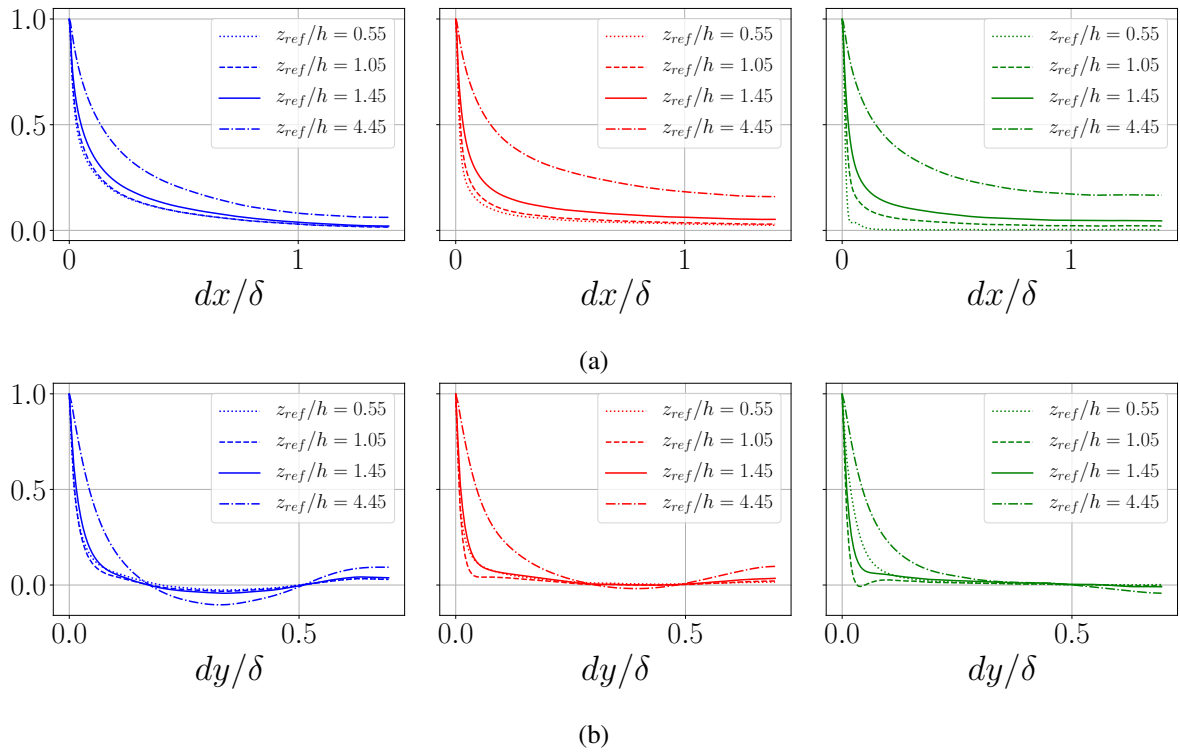 1.0
0.5
0.0
z_{ref}/h = 0.55
z_{ref}/h = 1.05
z_{ref}/h = 1.45
z_{ref}/h = 4.45
0 1
dx/δ
z_{ref}/h = 0.55
z_{ref}/h = 1.05
z_{ref}/h = 1.45
z_{ref}/h = 4.45
0 1
dx/δ
z_{ref}/h = 0.55
z_{ref}/h = 1.05
z_{ref}/h = 1.45
z_{ref}/h = 4.45
0 1
dx/δ
(a)
1.0
0.5
0.0
z_{ref}/h = 0.55
z_{ref}/h = 1.05
z_{ref}/h = 1.45
z_{ref}/h = 4.45
0.0 0.5
dy/δ
z_{ref}/h = 0.55
z_{ref}/h = 1.05
z_{ref}/h = 1.45
z_{ref}/h = 4.45
0.0 0.5
dy/δ
z_{ref}/h = 0.55
z_{ref}/h = 1.05
z_{ref}/h = 1.45
z_{ref}/h = 4.45
0.0 0.5
dy/δ
(b)